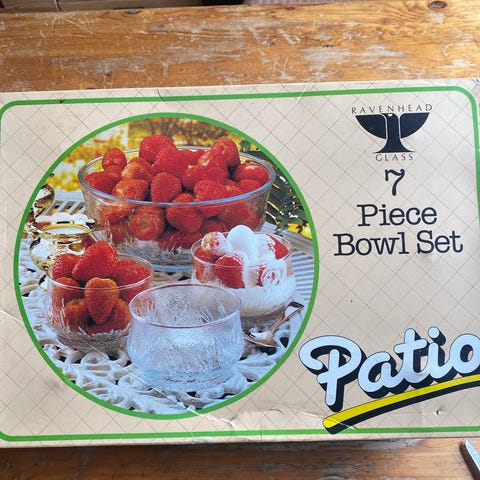 RAVENHEAD
GLASS
7
Piece
Bowl Set
Patio